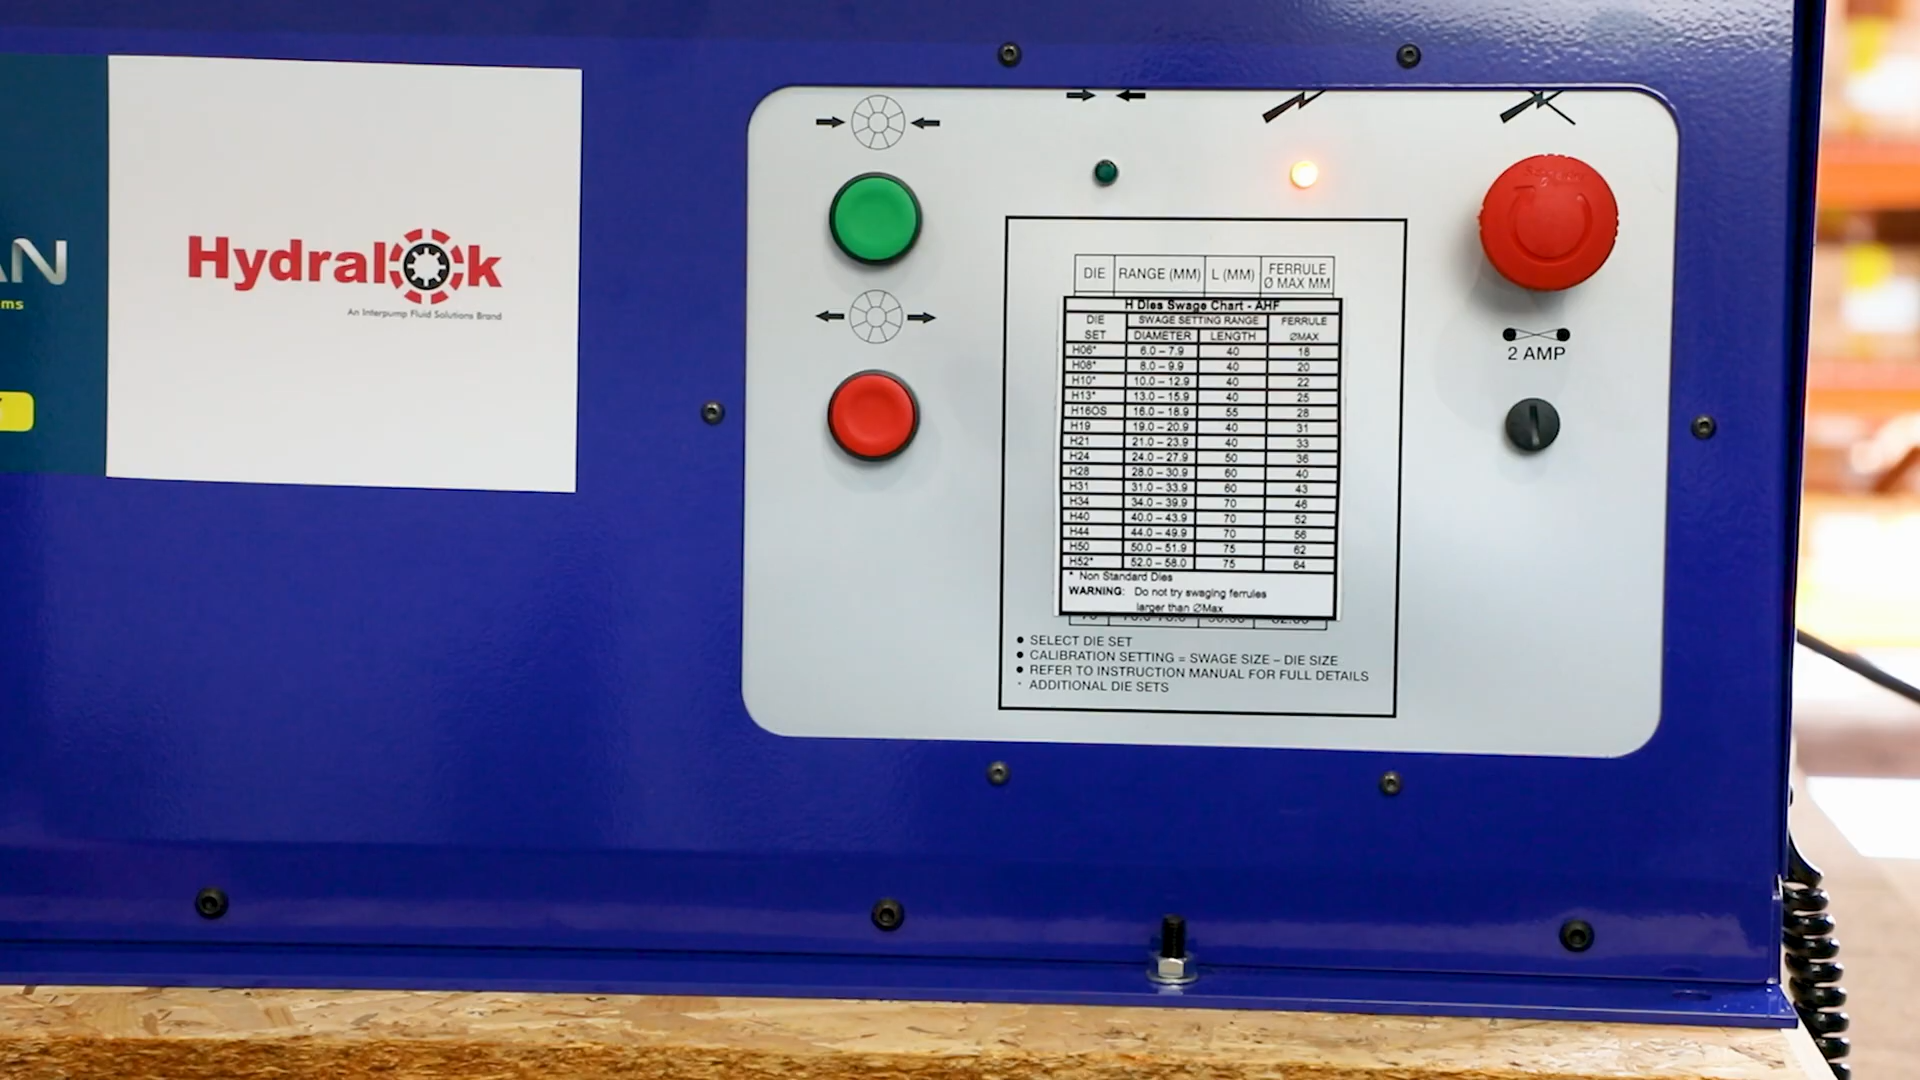 AN
ms
Hydralok
An Interpump Fluid Solutions Brand
2 AMP
DIE RANGE (MM) L (MM) FERRULE Ø MAX MM
H Dies Swage Chart - AHF
DIE SET SWAGE SETTING RANGE FERRULE
DIAMETER LENGTH ØMAX
H06* 6.0 – 7.9 40 18
H08* 8.0 – 9.9 40 20
H10* 10.0 – 12.9 40 22
H13* 13.0 – 15.9 40 25
H16OS 16.0 – 18.9 55 28
H19 19.0 – 20.9 40 31
H21 21.0 – 23.9 40 33
H24 24.0 – 27.9 50 36
H28 28.0 – 30.9 60 40
H31 31.0 – 33.9 60 43
H34 34.0 – 39.9 70 46
H40 40.0 – 43.9 70 52
H44 44.0 – 49.9 70 56
H50 50.0 – 51.9 75 62
H52* 52.0 – 58.0 75 64
* Non Standard Dies
WARNING: Do not try swaging ferrules
larger than ØMax
• SELECT DIE SET
• CALIBRATION SETTING = SWAGE SIZE – DIE SIZE
• REFER TO INSTRUCTION MANUAL FOR FULL DETAILS
· ADDITIONAL DIE SETS